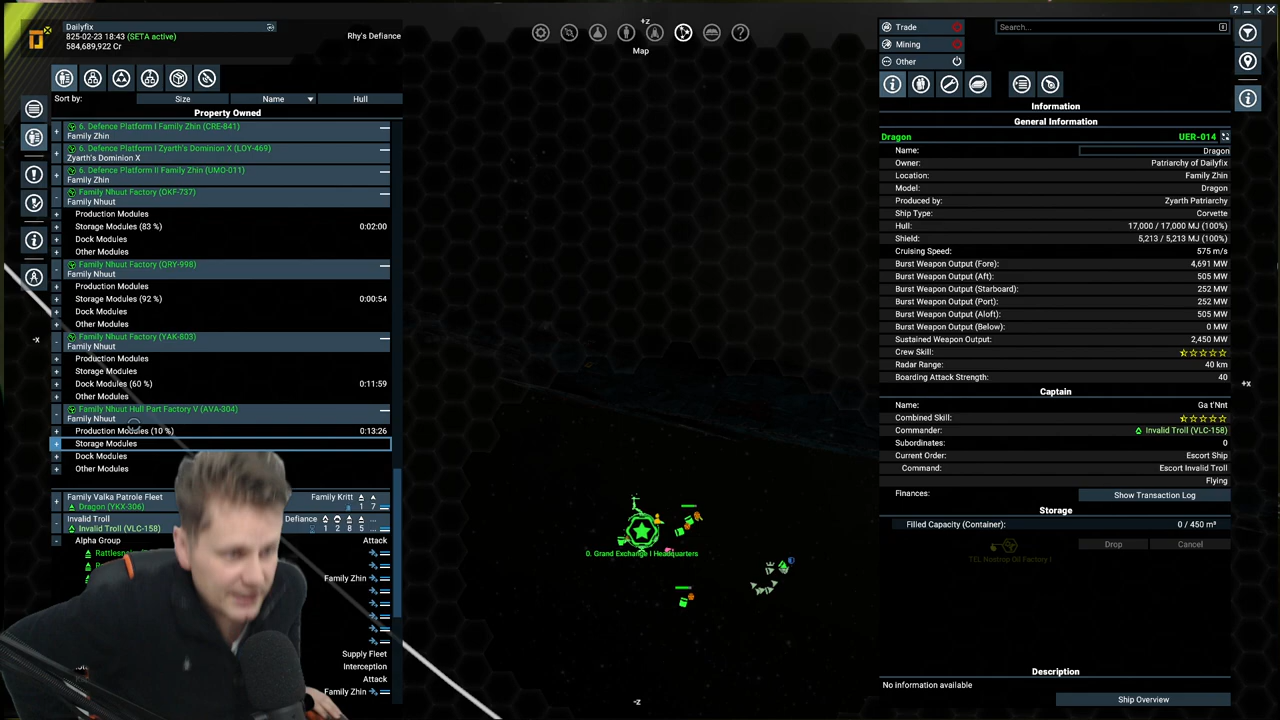 Dailyfix
825-02-23 18:43 (SETA active)
584,689,922 Cr
Rhy's Defiance
+z
Map
Sort by:
Size
Name
Hull
Property Owned
6. Defence Platform I Family Zhin (CRE-841)
Family Zhin
6. Defence Platform I Zyarth's Dominion X (LOY-469)
Zyarth's Dominion X
6. Defence Platform II Family Zhin (UMO-011)
Family Zhin
Family Nhuut Factory (OKF-737)
Family Nhuut
Production Modules
Storage Modules (83 %) 0:02:00
Dock Modules
Other Modules
Family Nhuut Factory (QRY-998)
Family Nhuut
Production Modules
Storage Modules (92 %) 0:00:54
Dock Modules
Other Modules
Family Nhuut Factory (YAK-803)
Family Nhuut
Production Modules
Storage Modules
Dock Modules (60 %) 0:11:59
Other Modules
Family Nhuut Hull Part Factory V (AVA-304)
Family Nhuut
Production Modules (10 %) 0:13:26
Storage Modules
Dock Modules
Other Modules
Family Valka Patrole Fleet Family Kritt
Dragon (YKX-306) 1 7
Invalid Troll Defiance
Invalid Troll (VLC-158) 1 2 8 5
Alpha Group Attack
Family Zhin
Supply Fleet
Interception
Attack
Family Zhin
-x
0. Grand Exchange I Headquarters
-z
+x
Trade
Mining
Other
Search...
Information
General Information
Dragon UER-014
Name: Dragon
Owner: Patriarchy of Dailyfix
Location: Family Zhin
Model: Dragon
Produced by: Zyarth Patriarchy
Ship Type: Corvette
Hull: 17,000 / 17,000 MJ (100%)
Shield: 5,213 / 5,213 MJ (100%)
Cruising Speed: 575 m/s
Burst Weapon Output (Fore): 4,691 MW
Burst Weapon Output (Aft): 505 MW
Burst Weapon Output (Starboard): 252 MW
Burst Weapon Output (Port): 252 MW
Burst Weapon Output (Aloft): 505 MW
Burst Weapon Output (Below): 0 MW
Sustained Weapon Output: 2,450 MW
Crew Skill:
Radar Range: 40 km
Boarding Attack Strength: 40
Captain
Name: Ga t'Nnt
Combined Skill:
Commander: Invalid Troll (VLC-158)
Subordinates: 0
Current Order: Escort Ship
Command: Escort Invalid Troll
Flying
Finances: Show Transaction Log
Storage
Filled Capacity (Container): 0 / 450 m³
Drop
Cancel
TEL Nostrop Oil Factory I
Description
No information available
Ship Overview